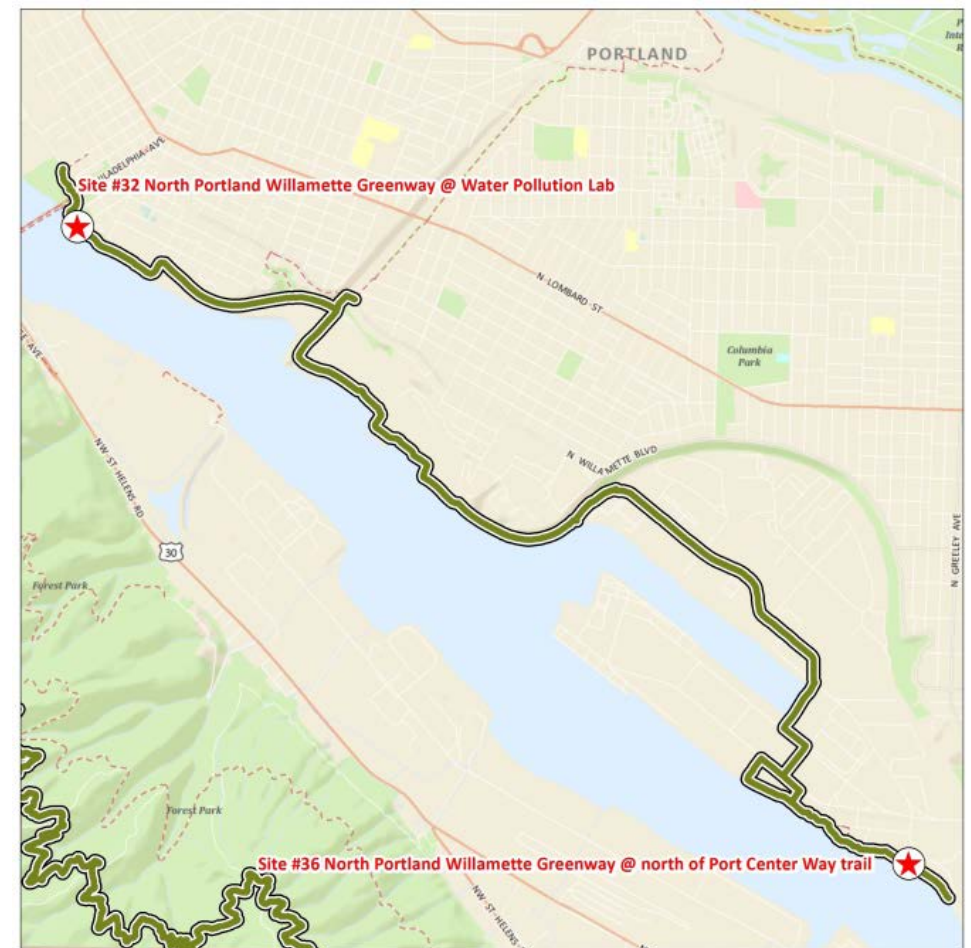 PORTLAND
Site #32 North Portland Willamette Greenway @ Water Pollution Lab
N LOMBARD ST
Columbia
Park
N WILLAMETTE BLVD
NW ST HELENS RD
30
N GREELEY AVE
Forest Park
Forest Park
Site #36 North Portland Willamette Greenway @ north of Port Center Way trail